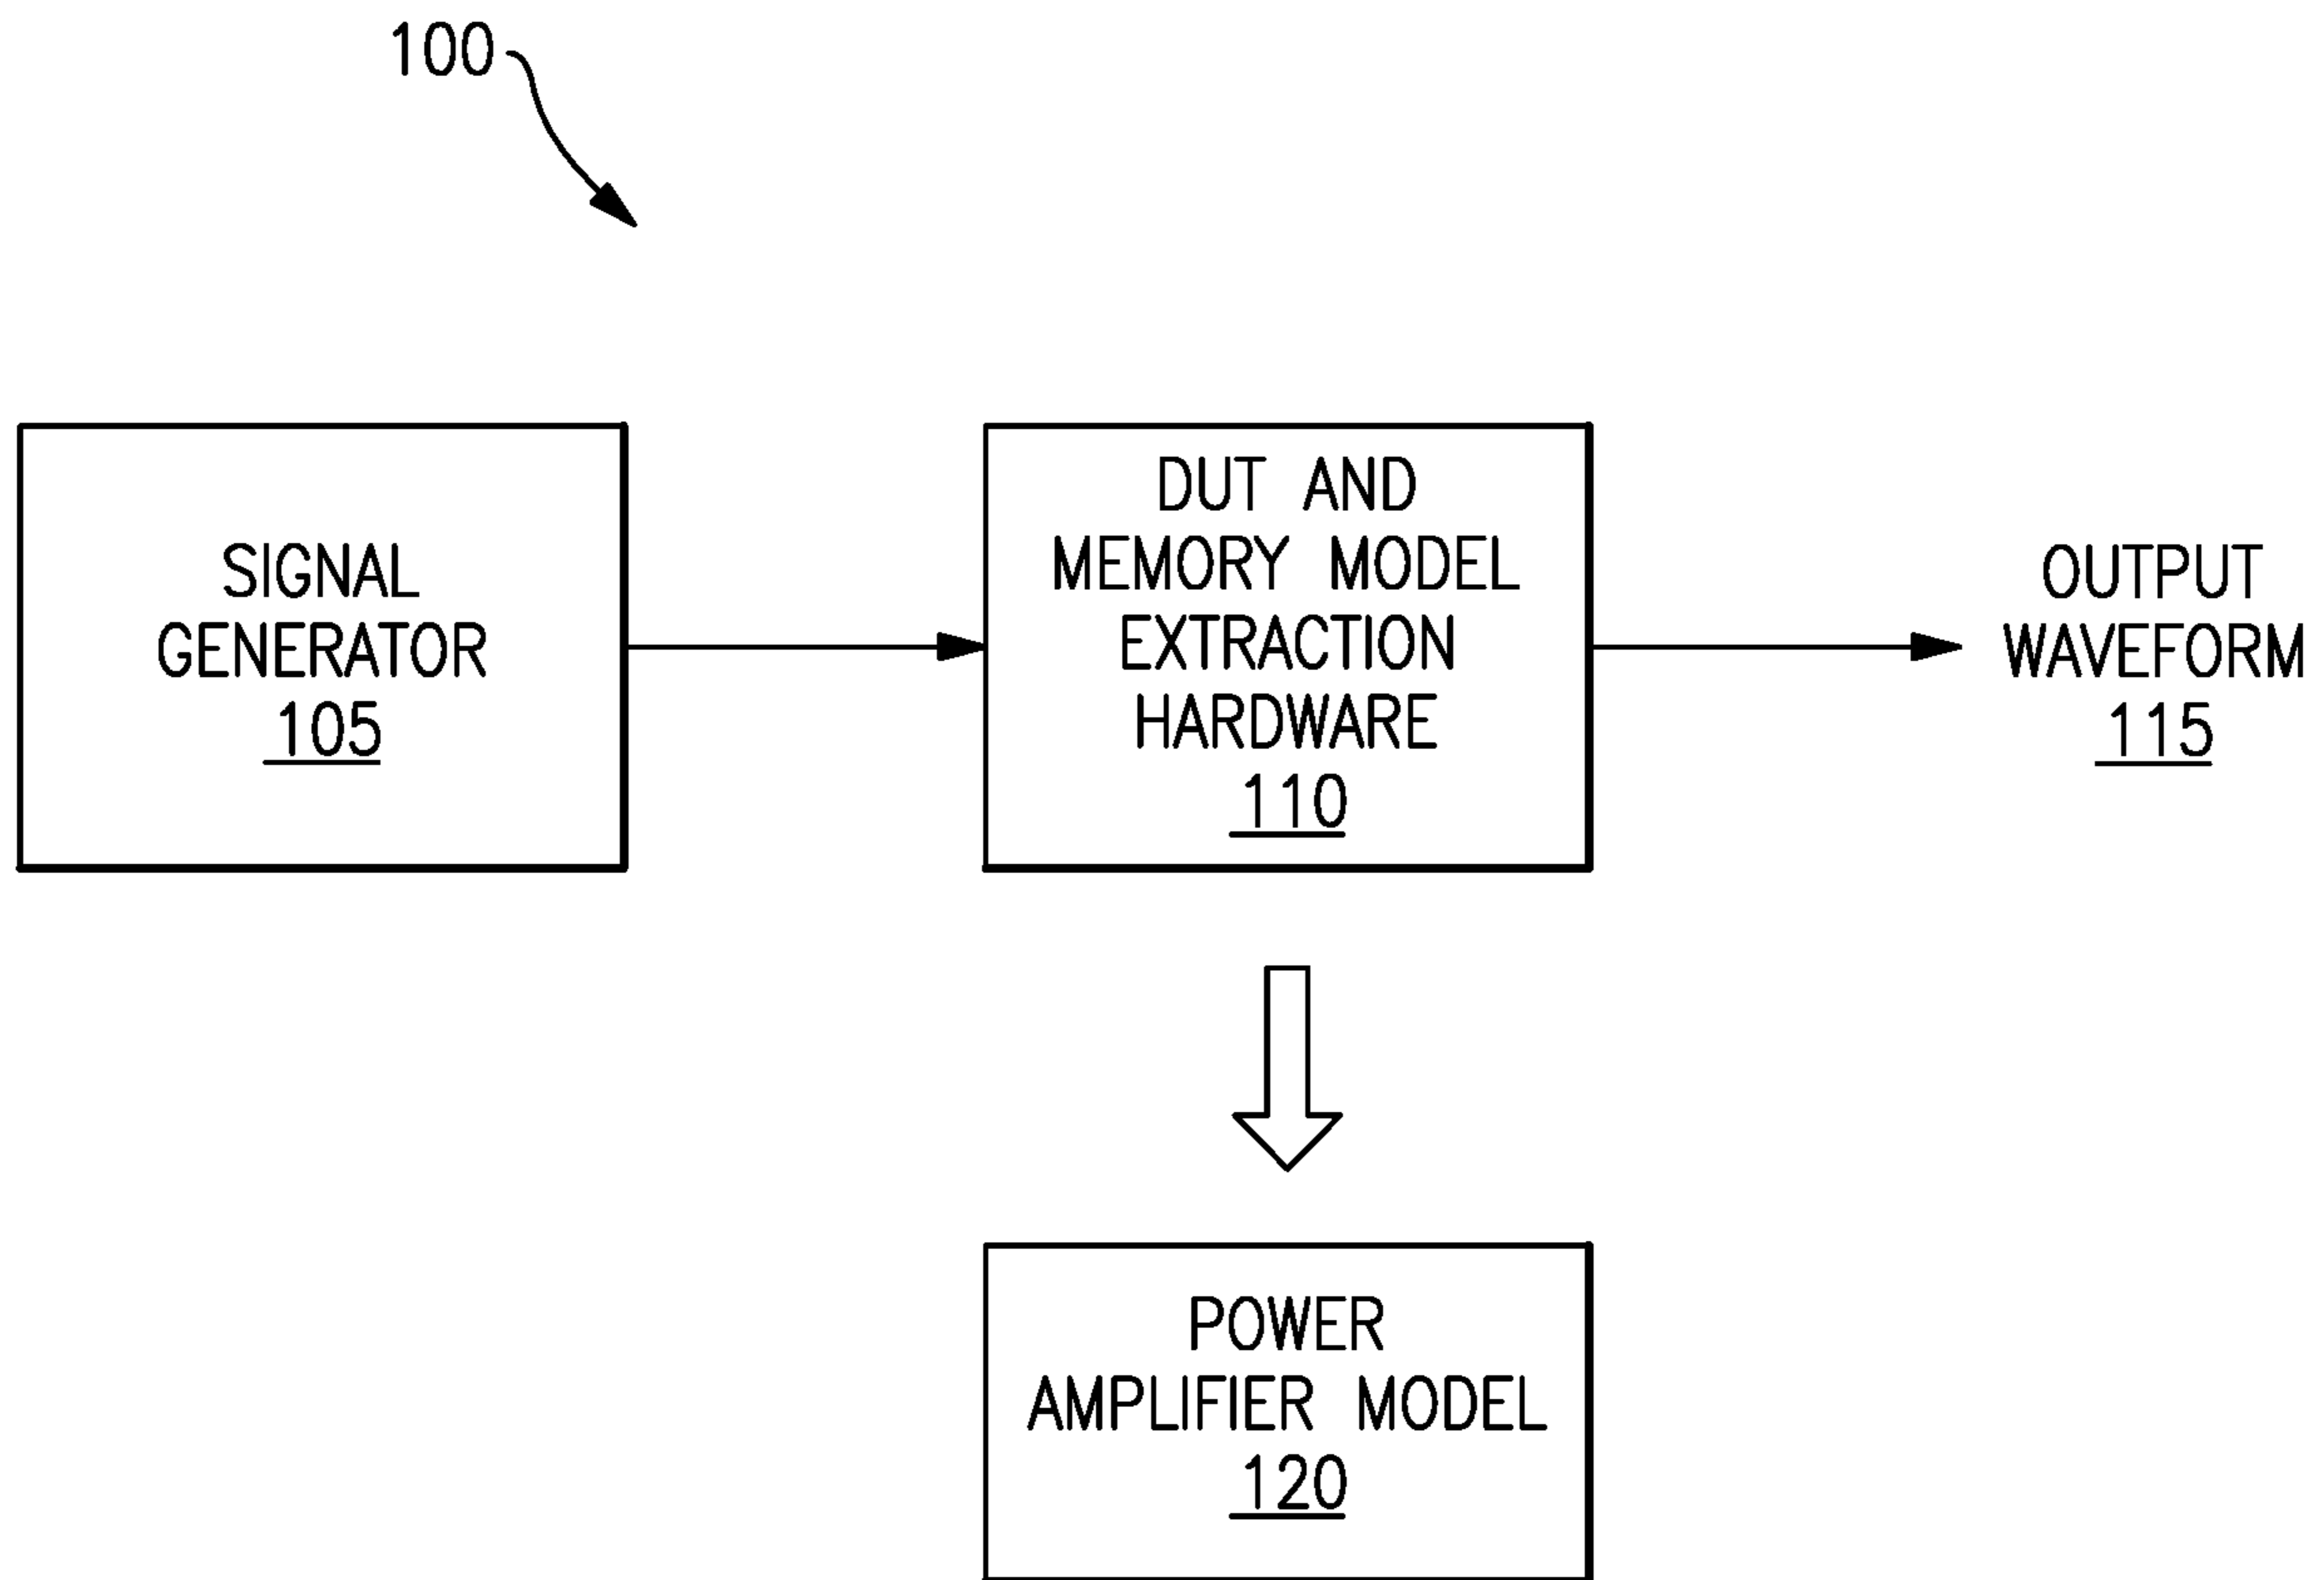 100
SIGNAL
GENERATOR
105
DUT AND
MEMORY MODEL
EXTRACTION
HARDWARE
110
OUTPUT
WAVEFORM
115
POWER
AMPLIFIER MODEL
120